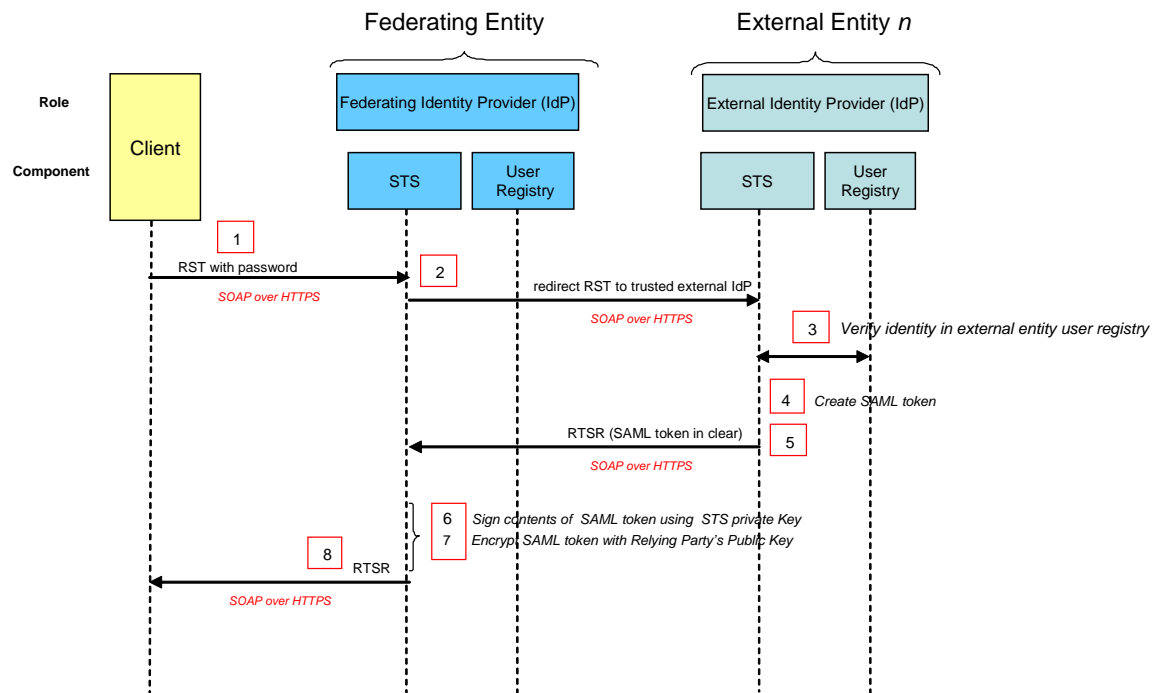 Federating Entity
External Entity n
Role
Federating Identity Provider (IdP)
External Identity Provider (IdP)
Client
Component
STS
User
Registry
STS
User
Registry
1
RST with password
SOAP over HTTPS
2
redirect RST to trusted external IdP
SOAP over HTTPS
3
Verify identity in external entity user registry
4
Create SAML token
RTSR (SAML token in clear)
5
SOAP over HTTPS
6
Sign contents of SAML token using STS private Key
7
Encrypt SAML token with Relying Party's Public Key
8
RTSR
SOAP over HTTPS